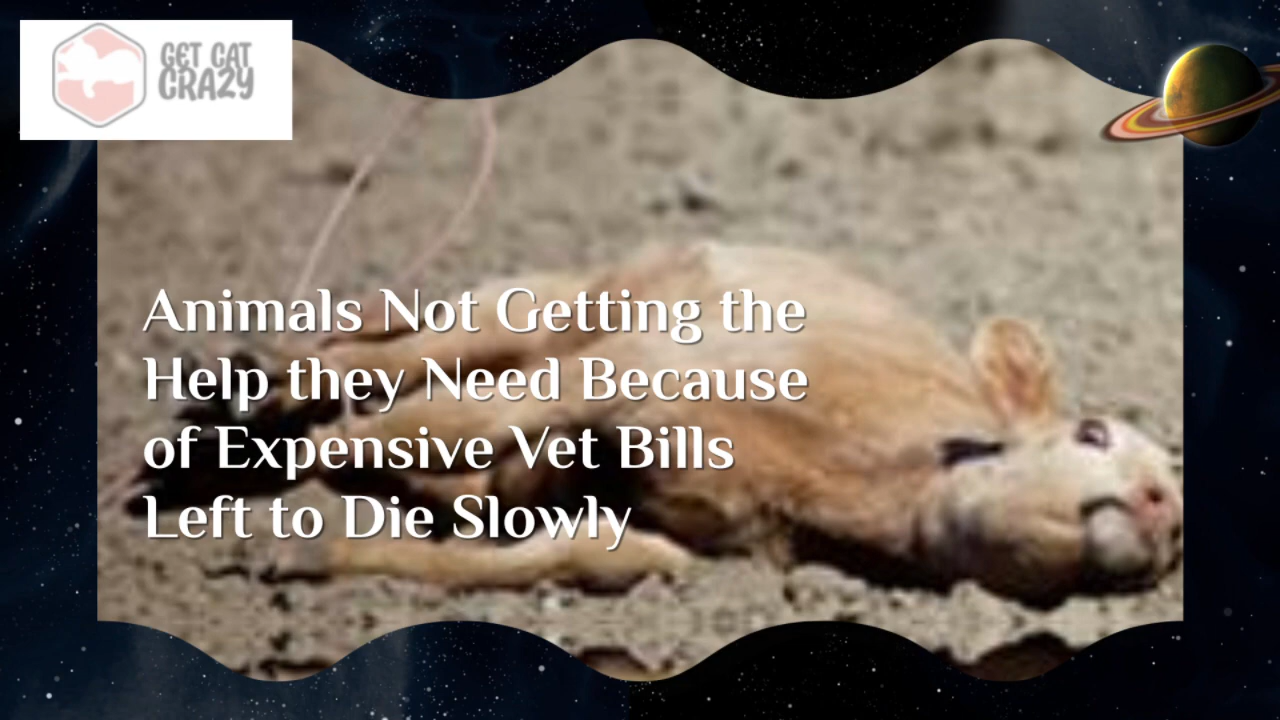 GET CAT
CRAZY
Animals Not Getting the
Help they Need Because
of Expensive Vet Bills
Left to Die Slowly